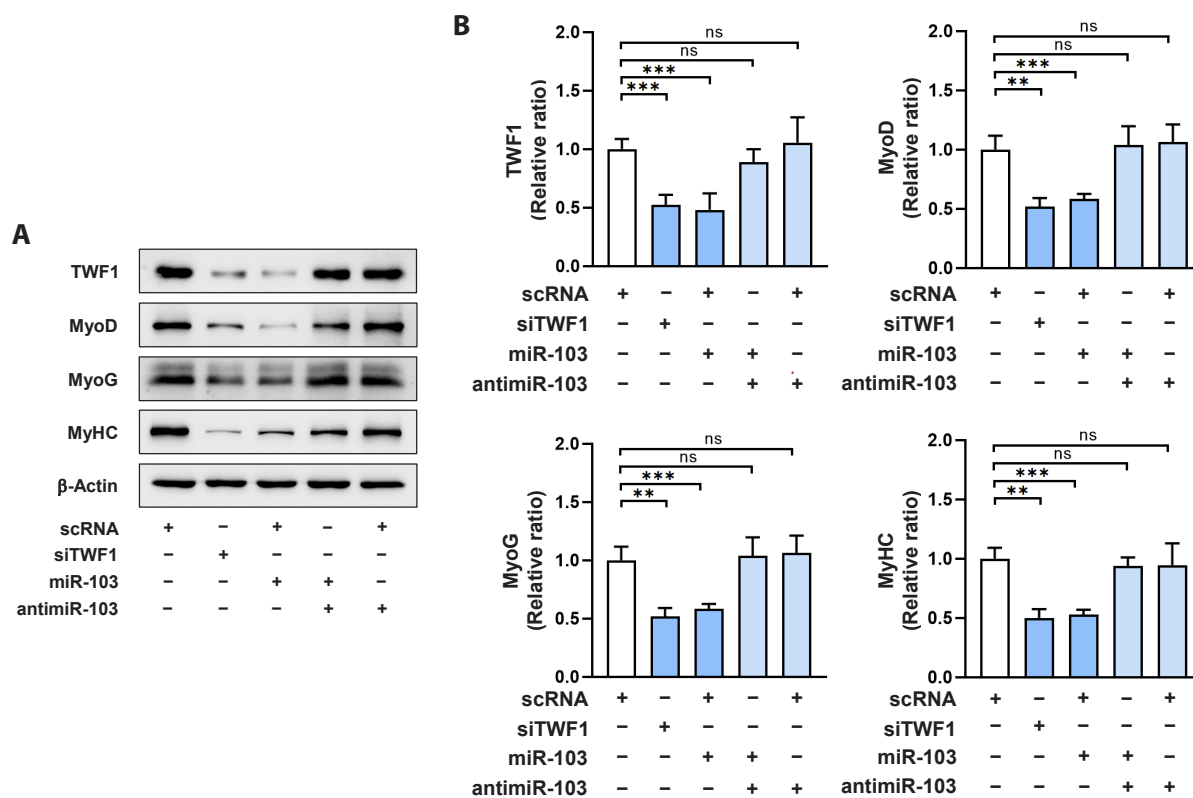 A
TWF1
MyoD
MyoG
MyHC
β-Actin
scRNA + − + − +
siTWF1 − + − − −
miR-103 − − + + −
antimiR-103 − − − + +
B
TWF1
(Relative ratio)
2.0
1.5
1.0
0.5
0.0
ns
ns
***
***
scRNA + − + − +
siTWF1 − + − − −
miR-103 − − + + −
antimiR-103 − − − + +
MyoD
(Relative ratio)
2.0
1.5
1.0
0.5
0.0
ns
ns
***
**
scRNA + − + − +
siTWF1 − + − − −
miR-103 − − + + −
antimiR-103 − − − + +
MyoG
(Relative ratio)
2.0
1.5
1.0
0.5
0.0
ns
ns
***
**
scRNA + − + − +
siTWF1 − + − − −
miR-103 − − + + −
antimiR-103 − − − + +
MyHC
(Relative ratio)
2.0
1.5
1.0
0.5
0.0
ns
ns
***
**
scRNA + − + − +
siTWF1 − + − − −
miR-103 − − + + −
antimiR-103 − − − + +